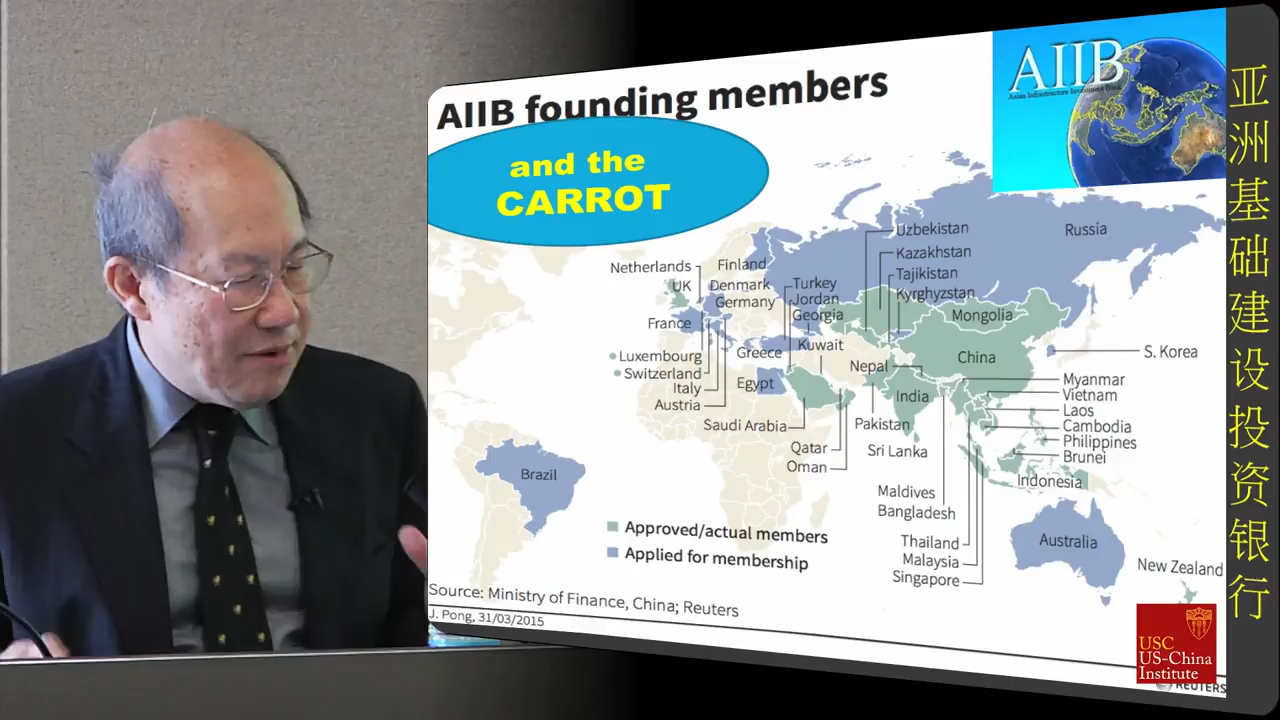 AIIB founding members
and the
CARROT
AIIB
Asian Infrastructure Investment Bank
亚洲基础建设投资银行
Uzbekistan
Kazakhstan
Tajikistan
Kyrghyzstan
Russia
Netherlands
Finland
UK
Denmark
Germany
Turkey
Jordan
Georgia
Mongolia
France
Kuwait
China
S. Korea
Luxembourg
Switzerland
Italy
Austria
Greece
Egypt
Nepal
India
Myanmar
Vietnam
Laos
Cambodia
Philippines
Brunei
Saudi Arabia
Qatar
Oman
Pakistan
Sri Lanka
Indonesia
Brazil
Maldives
Bangladesh
Thailand
Malaysia
Singapore
Australia
New Zealand
Approved/actual members
Applied for membership
Source: Ministry of Finance, China; Reuters
J. Pong, 31/03/2015
USC
US-China
Institute
REUTERS